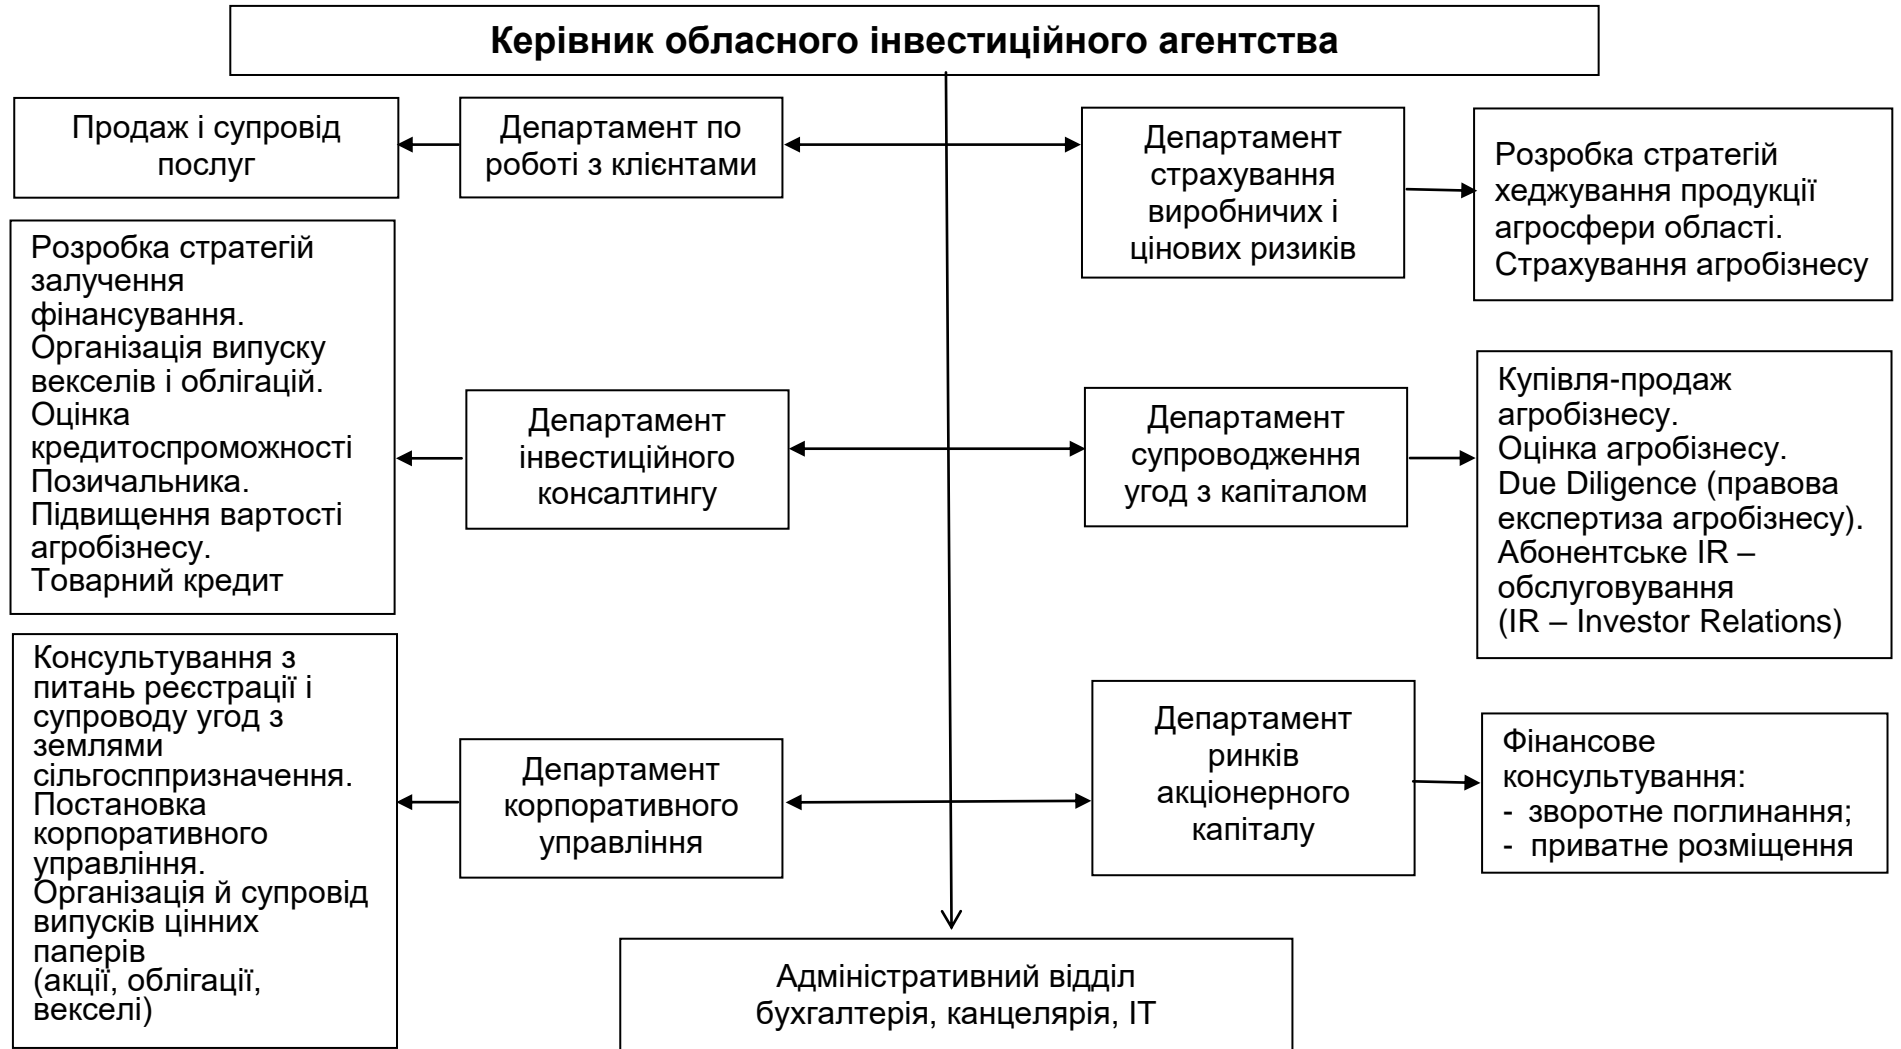 Керівник обласного інвестиційного агентства
Продаж і супровід
послуг
Департамент по
роботі з клієнтами
Департамент
страхування
виробничих і
цінових ризиків
Розробка стратегій
хеджування продукції
агросфери області.
Страхування агробізнесу
Розробка стратегій
залучення
фінансування.
Організація випуску
векселів і облігацій.
Оцінка
кредитоспроможності
Позичальника.
Підвищення вартості
агробізнесу.
Товарний кредит
Департамент
інвестиційного
консалтингу
Департамент
супроводження
угод з капіталом
Купівля-продаж
агробізнесу.
Оцінка агробізнесу.
Due Diligence (правова
експертиза агробізнесу).
Абонентське IR –
обслуговування
(IR – Investor Relations)
Консультування з
питань реєстрації і
супроводу угод з
землями
сільгосппризначення.
Постановка
корпоративного
управління.
Організація й супровід
випусків цінних
паперів
(акції, облігації,
векселі)
Департамент
корпоративного
управління
Департамент
ринків
акціонерного
капіталу
Фінансове
консультування:
- зворотне поглинання;
- приватне розміщення
Адміністративний відділ
бухгалтерія, канцелярія, ІТ